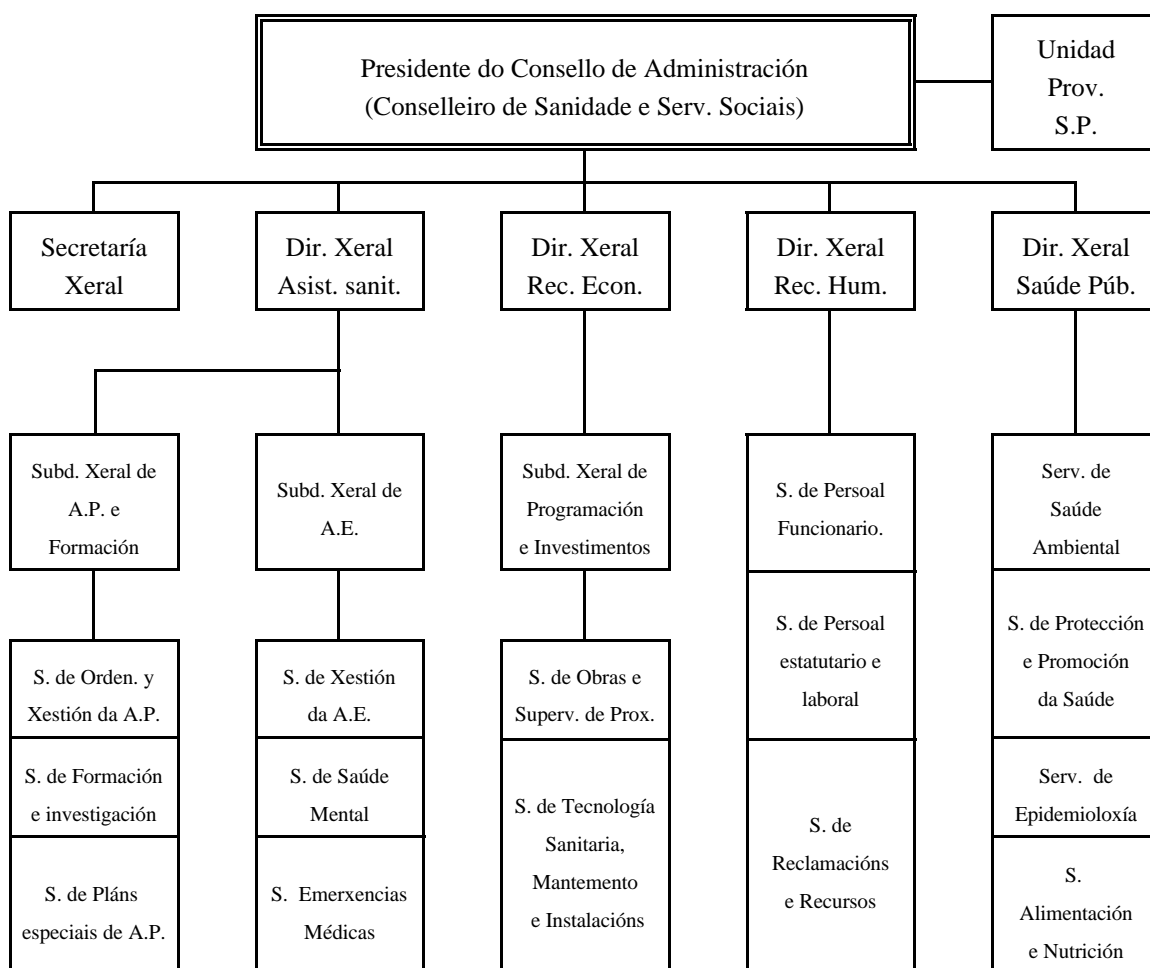 Presidente do Consello de Administración
(Conselleiro de Sanidade e Serv. Sociais)
Unidad
Prov.
S.P.
Secretaría
Xeral
Dir. Xeral
Asist. sanit.
Dir. Xeral
Rec. Econ.
Dir. Xeral
Rec. Hum.
Dir. Xeral
Saúde Púb.
Subd. Xeral de
A.P. e
Formación
Subd. Xeral de
A.E.
Subd. Xeral de
Programación
e Investimentos
S. de Persoal
Funcionario.
Serv. de
Saúde
Ambiental
S. de Persoal
estatutario e
laboral
S. de Protección
e Promoción
da Saúde
S. de Orden. y
Xestión da A.P.
S. de Xestión
da A.E.
S. de Obras e
Superv. de Prox.
S. de Formación
e investigación
S. de Saúde
Mental
S. de Tecnología
Sanitaria,
Mantemento
e Instalacións
S. de
Reclamacións
e Recursos
Serv. de
Epidemioloxía
S. de Pláns
especiais de A.P.
S. Emerxencias
Médicas
S.
Alimentación
e Nutrición